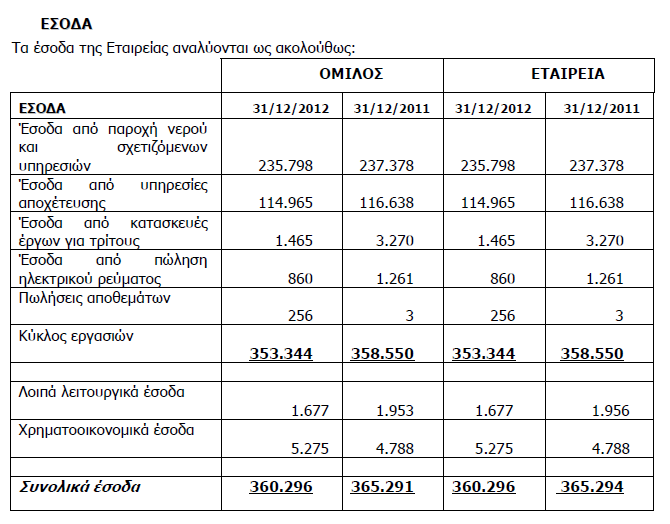 ΕΣΟΔΑ
Τα έσοδα της Εταιρείας αναλύονται ως ακολούθως:
ΟΜΙΛΟΣ ΕΤΑΙΡΕΙΑ
ΕΣΟΔΑ 31/12/2012 31/12/2011 31/12/2012 31/12/2011
Έσοδα από παροχή νερού
και σχετιζόμενων
υπηρεσιών 235.798 237.378 235.798 237.378
Έσοδα από υπηρεσίες
αποχέτευσης 114.965 116.638 114.965 116.638
Έσοδα από κατασκευές
έργων για τρίτους 1.465 3.270 1.465 3.270
Έσοδα από πώληση
ηλεκτρικού ρεύματος 860 1.261 860 1.261
Πωλήσεις αποθεμάτων
256 3 256 3
Κύκλος εργασιών
353.344 358.550 353.344 358.550
Λοιπά λειτουργικά έσοδα
1.677 1.953 1.677 1.956
Χρηματοοικονομικά έσοδα
5.275 4.788 5.275 4.788
Συνολικά έσοδα 360.296 365.291 360.296 365.294